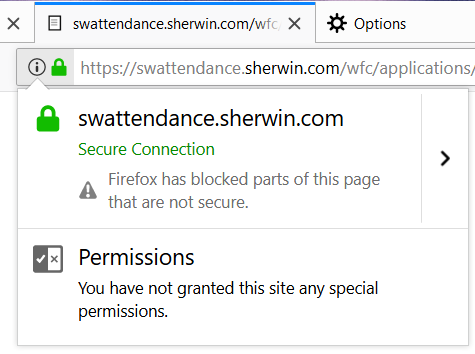 swattendance.sherwin.com/wfc
Options
https://swattendance.sherwin.com/wfc/applications/
swattendance.sherwin.com
Secure Connection
Firefox has blocked parts of this page
that are not secure.
Permissions
You have not granted this site any special
permissions.